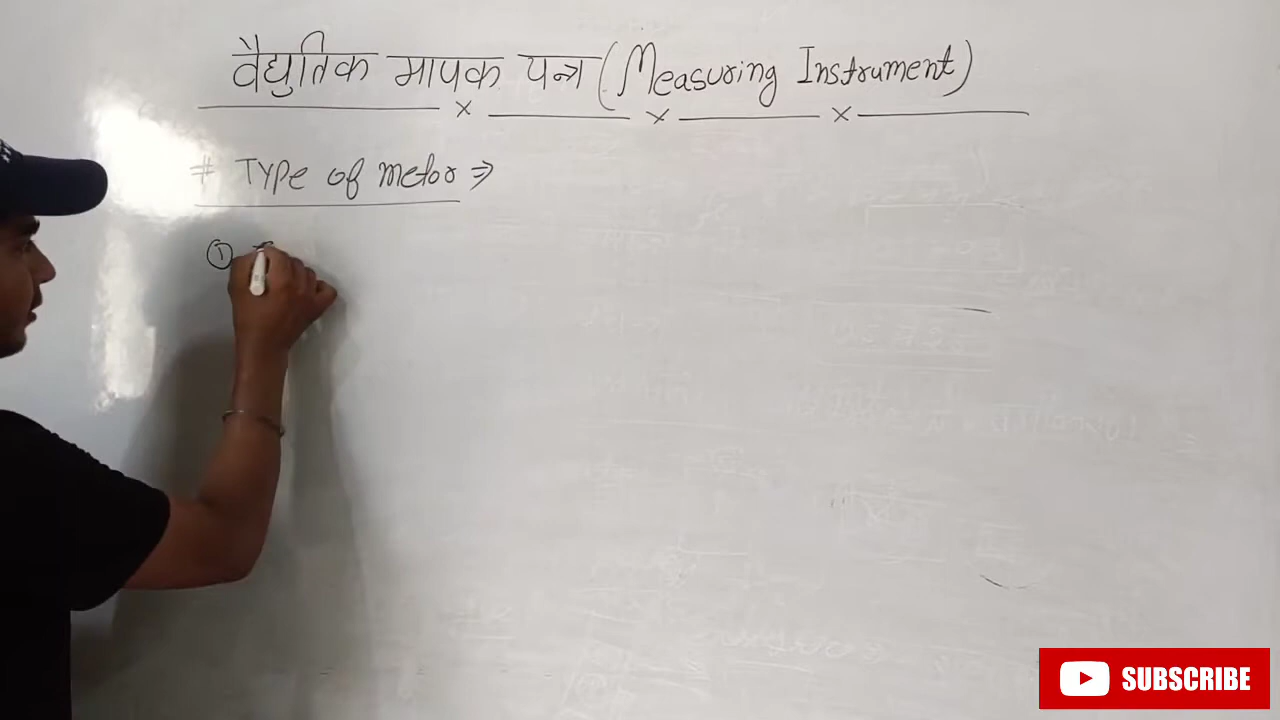 वैद्युतिक मापक यन्त्र (Measuring Instrument)
# Type of metor ⇒
①
SUBSCRIBE